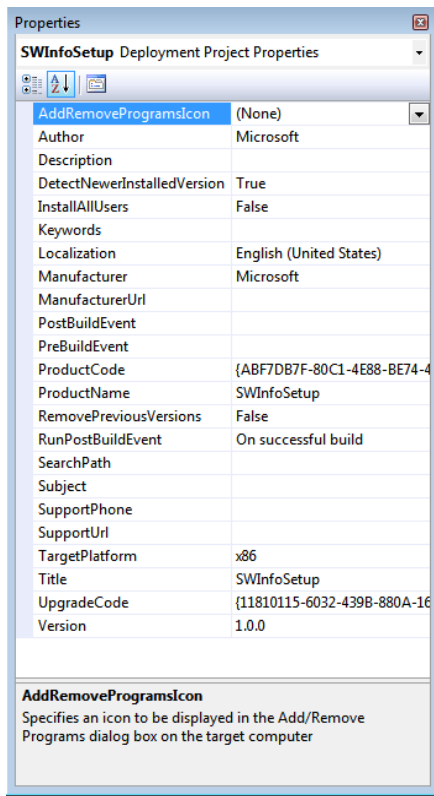 Properties
SWInfoSetup Deployment Project Properties
AddRemoveProgramsIcon (None)
Author Microsoft
Description
DetectNewerInstalledVersion True
InstallAllUsers False
Keywords
Localization English (United States)
Manufacturer Microsoft
ManufacturerUrl
PostBuildEvent
PreBuildEvent
ProductCode {ABF7DB7F-80C1-4E88-BE74-4
ProductName SWInfoSetup
RemovePreviousVersions False
RunPostBuildEvent On successful build
SearchPath
Subject
SupportPhone
SupportUrl
TargetPlatform x86
Title SWInfoSetup
UpgradeCode {11810115-6032-439B-880A-16
Version 1.0.0
AddRemoveProgramsIcon
Specifies an icon to be displayed in the Add/Remove
Programs dialog box on the target computer